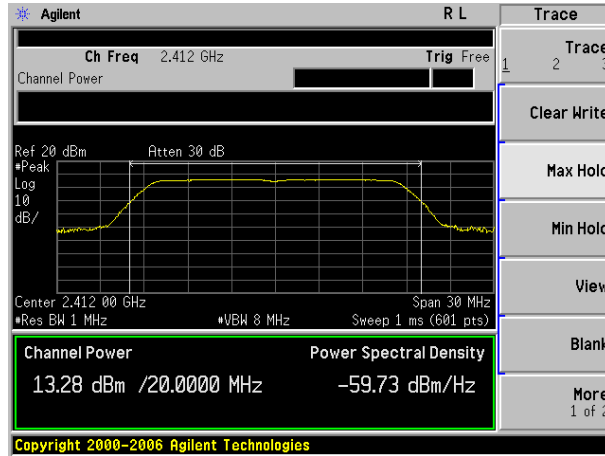 Agilent R L Trace
Ch Freq 2.412 GHz Trig Free
Channel Power
Trace
1 2 3
Clear Write
Max Hold
Min Hold
View
Blank
More
1 of 2
Ref 20 dBm Atten 30 dB
#Peak
Log
10
dB/
Center 2.412 00 GHz Span 30 MHz
#Res BW 1 MHz #VBW 8 MHz Sweep 1 ms (601 pts)
Channel Power Power Spectral Density
13.28 dBm /20.0000 MHz -59.73 dBm/Hz
Copyright 2000-2006 Agilent Technologies